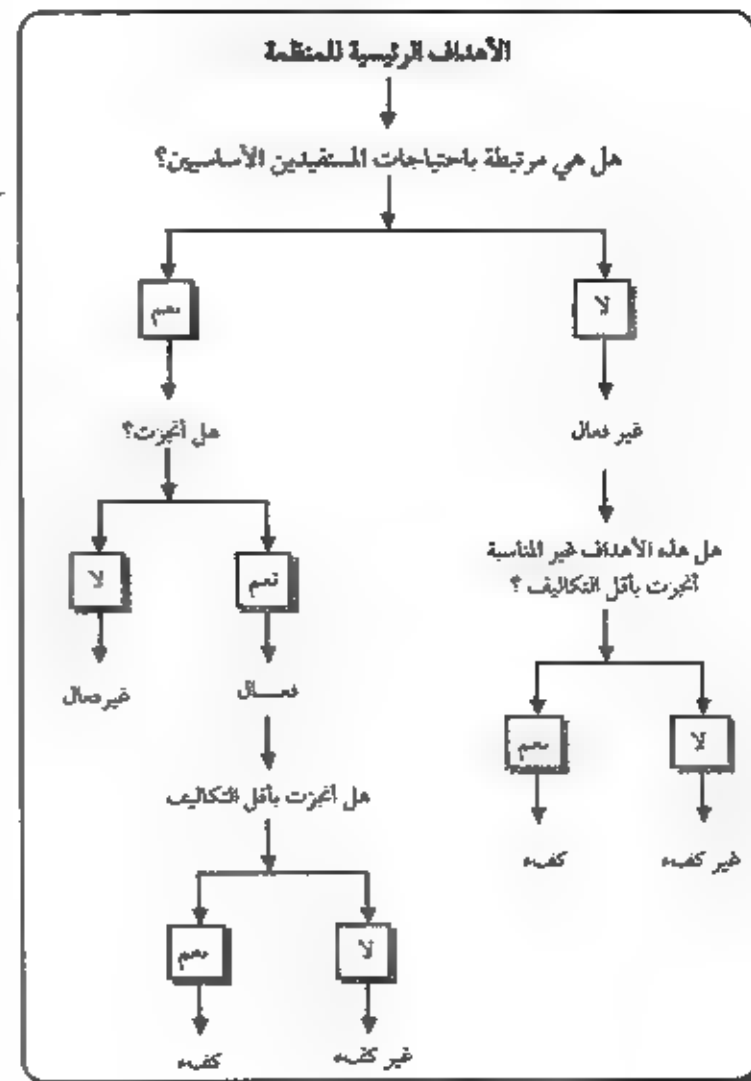 الأهداف الرئيسية للمنظمة
هل هي مرتبطة باحتياجات المستفيدين الأساسيين؟
لا
نعم
غير فعال
هل أنجزت؟
هل هذه الأهداف غير المناسبة
أنجزت بأقل التكاليف ؟
نعم
لا
فعـــال
غير فعال
لا
نعم
هل أنجزت بأقل التكاليف
غير كفء
كفء
لا
نعم
غير كفء
كفء